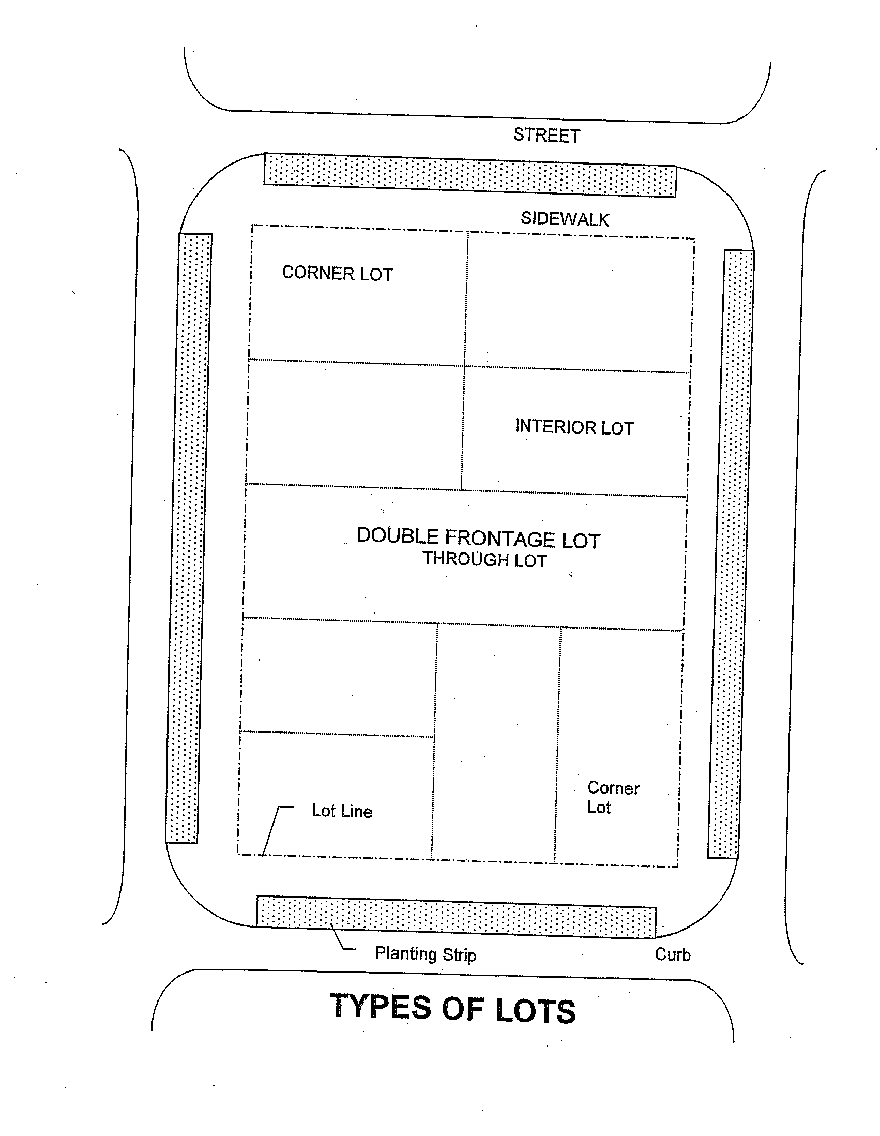 STREET
SIDEWALK
CORNER LOT
INTERIOR LOT
DOUBLE FRONTAGE LOT
THROUGH LOT
Corner
Lot
Lot Line
Planting Strip
Curb
TYPES OF LOTS